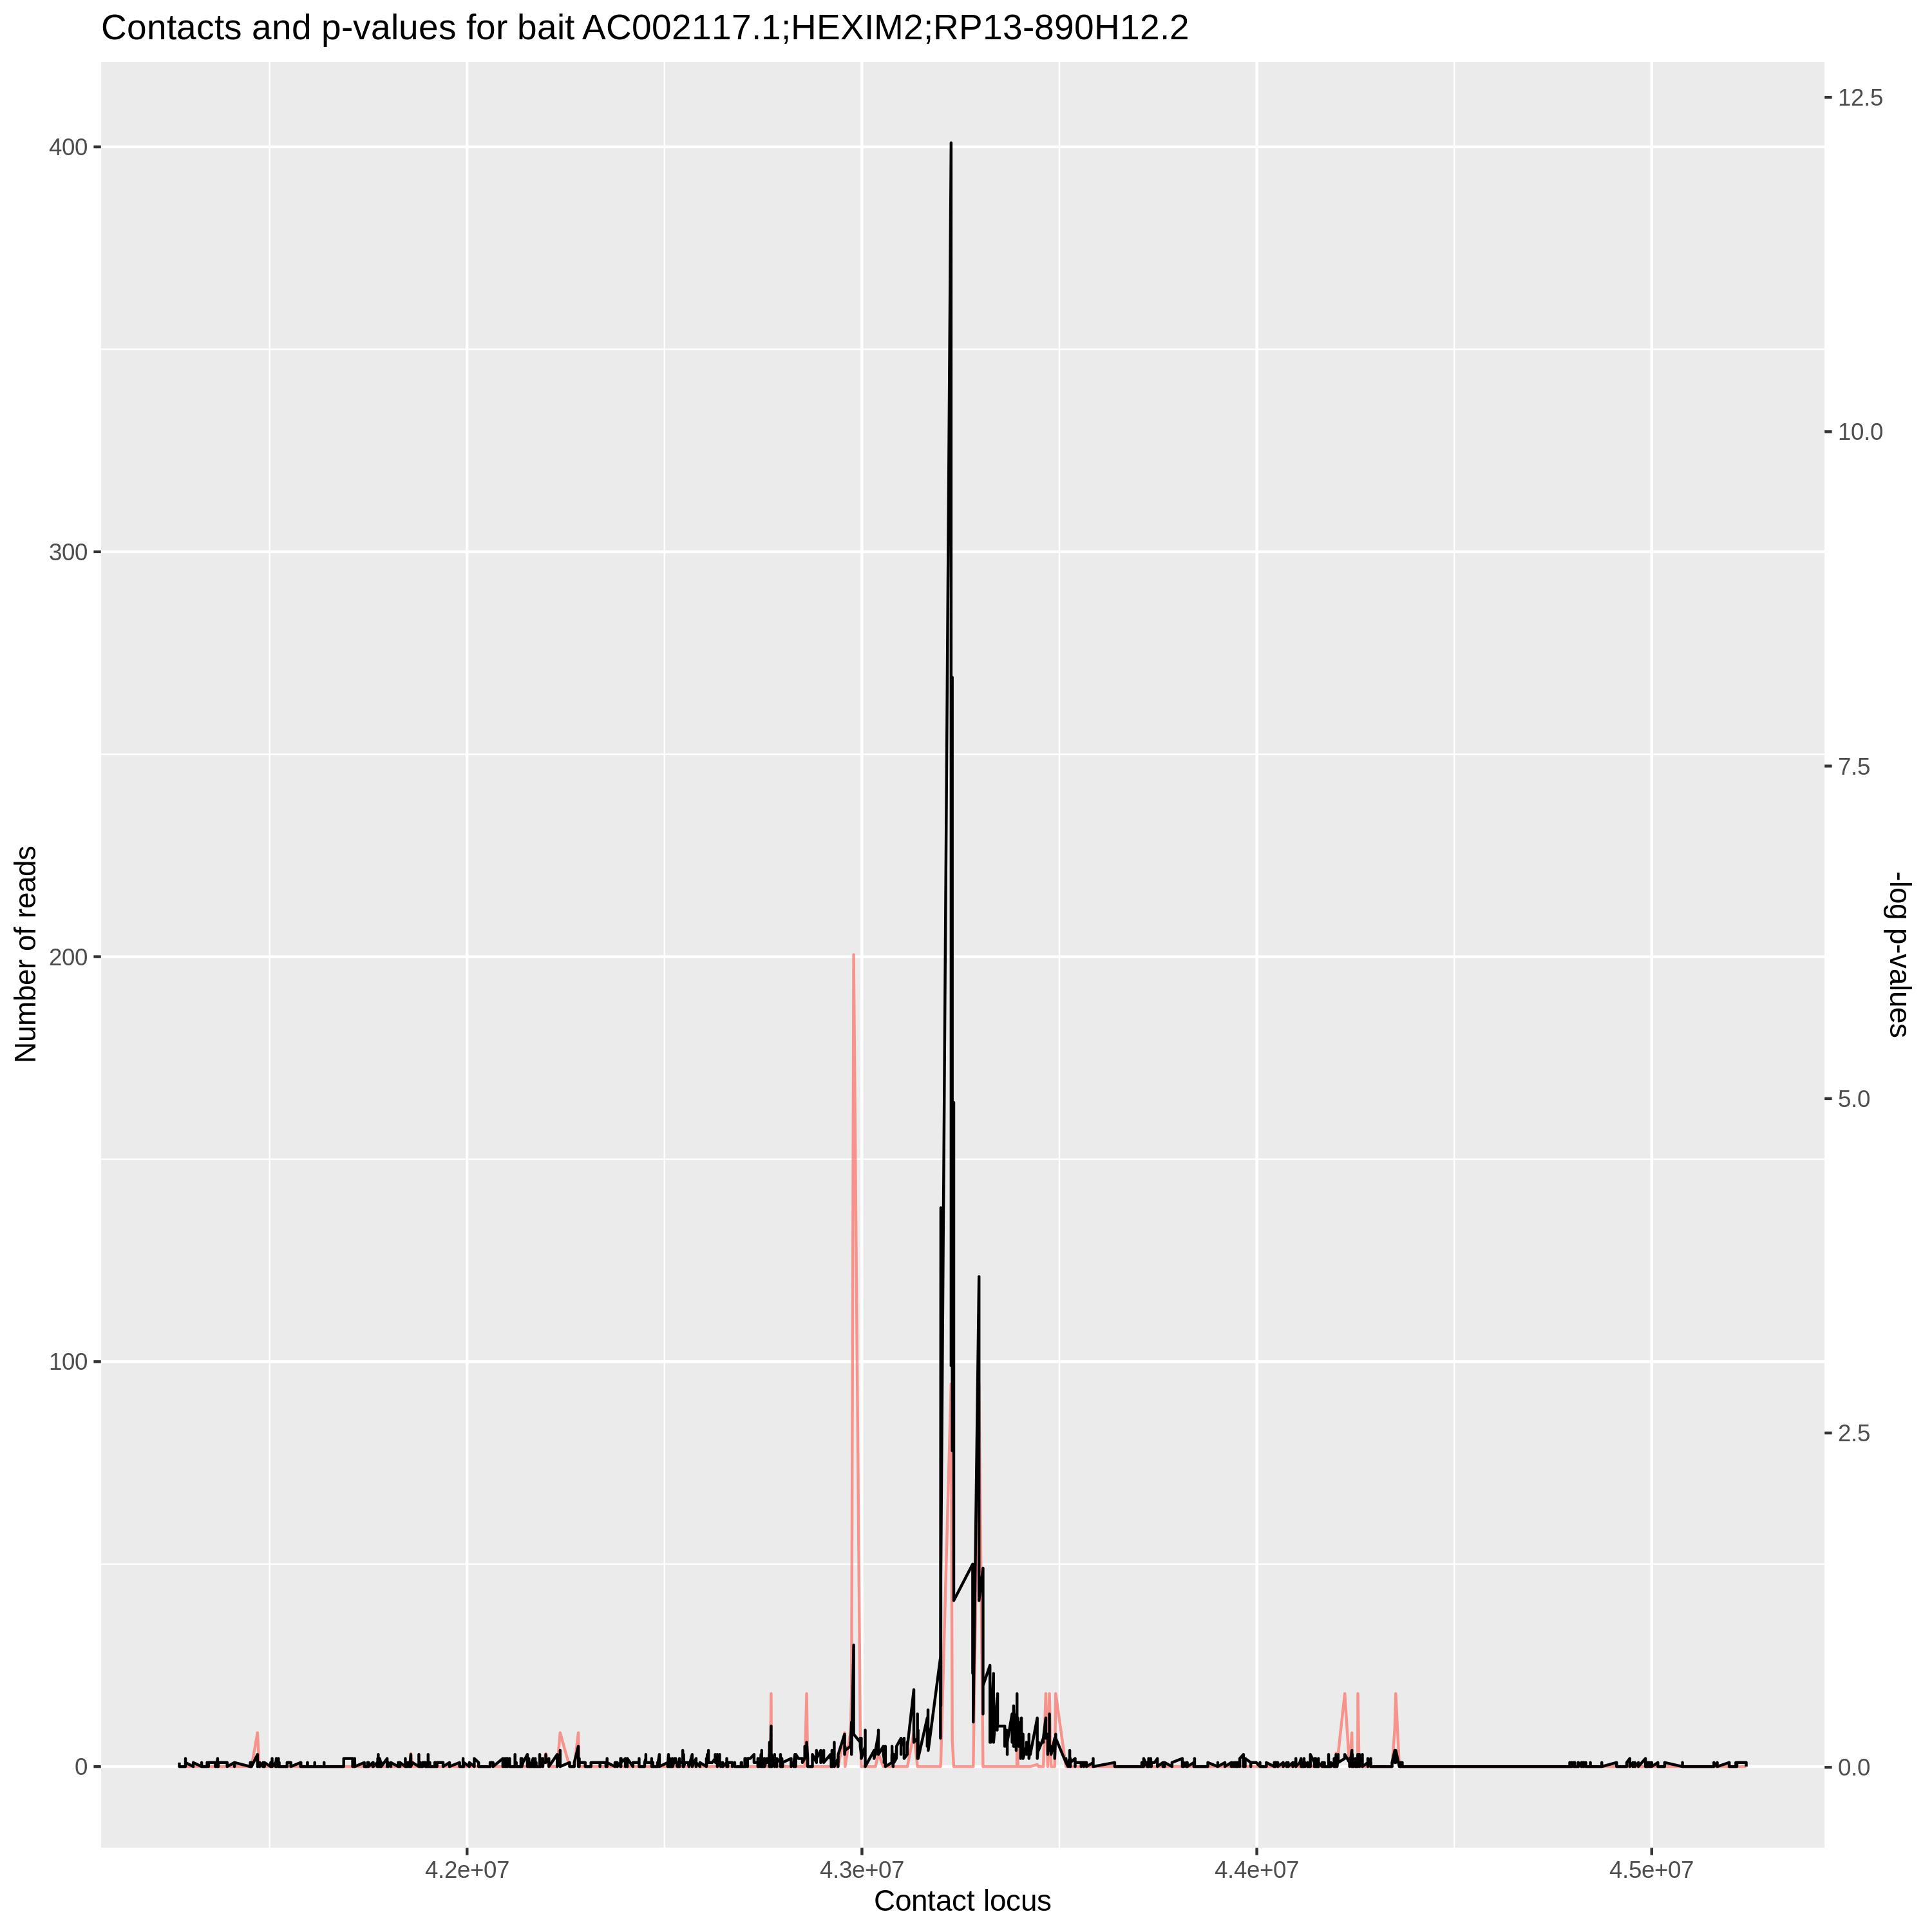 Contacts and p-values for bait AC002117.1;HEXIM2;RP13-890H12.2
400
300
200
100
0
Number of reads
12.5
10.0
7.5
5.0
2.5
0.0
-log p-values
4.2e+07
4.3e+07
4.4e+07
4.5e+07
Contact locus